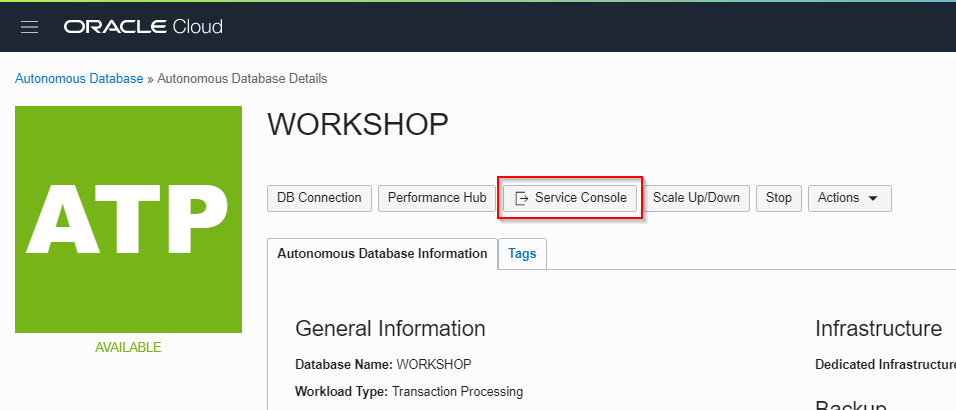 ORACLE Cloud
Autonomous Database » Autonomous Database Details
ATP
AVAILABLE
WORKSHOP
DB Connection Performance Hub Service Console Scale Up/Down Stop Actions
Autonomous Database Information Tags
General Information
Database Name: WORKSHOP
Workload Type: Transaction Processing
Infrastructure
Dedicated Infrastructure
Backup